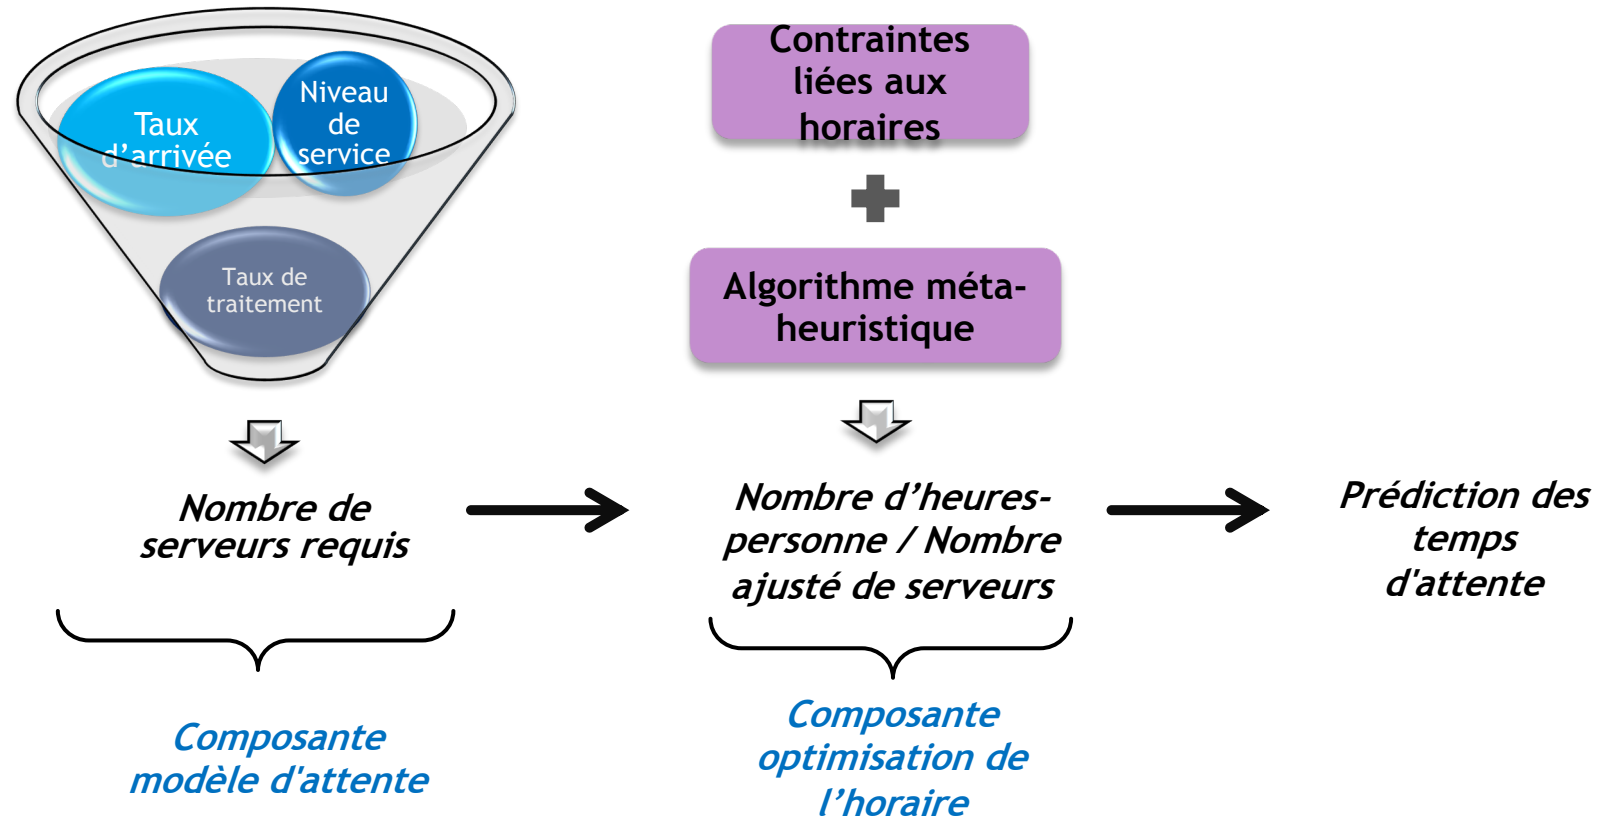 Taux
d’arrivée
Niveau
de
service
Taux de
traitement
Nombre de
serveurs requis
Composante
modèle d'attente
Contraintes
liées aux
horaires
Algorithme méta-
heuristique
Nombre d’heures-
personne / Nombre
ajusté de serveurs
Composante
optimisation de
l’horaire
Prédiction des
temps
d'attente